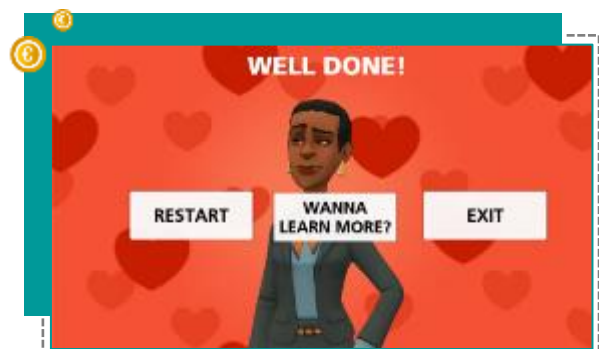 WELL DONE!
RESTART
WANNA
LEARN MORE?
EXIT